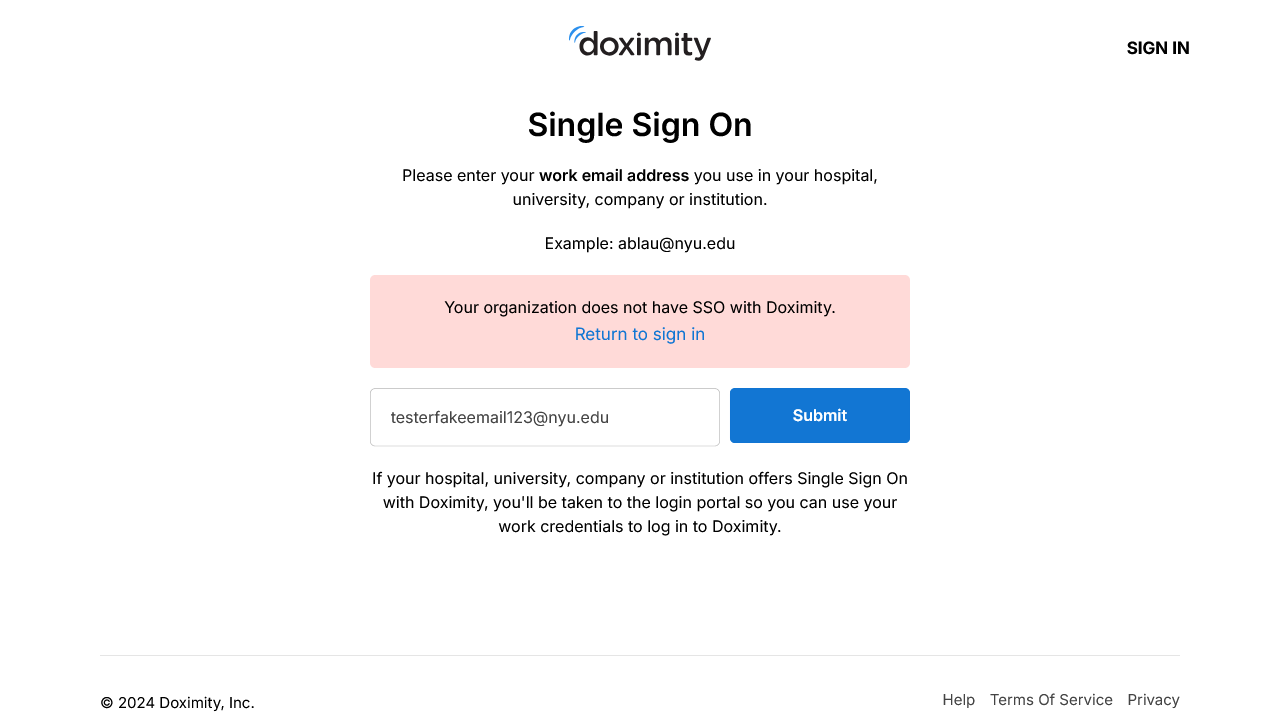 doximity
SIGN IN
Single Sign On
Please enter your work email address you use in your hospital,
university, company or institution.
Example: ablau@nyu.edu
Your organization does not have SSO with Doximity.
Return to sign in
testerfakeemail123@nyu.edu
Submit
If your hospital, university, company or institution offers Single Sign On
with Doximity, you'll be taken to the login portal so you can use your
work credentials to log in to Doximity.
© 2024 Doximity, Inc.
Help Terms Of Service Privacy